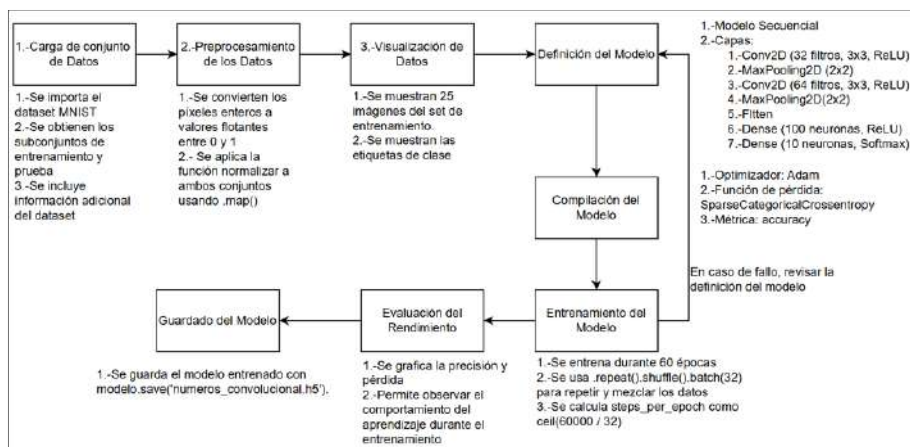 1.-Carga de conjunto
de Datos
2.-Preprocesamiento
de los Datos
3.-Visualización de
Datos
Definición del Modelo
1.-Se importa el
dataset MNIST
2.-Se obtienen los
subconjuntos de
entrenamiento y
prueba
3.-Se incluye
información adicional
del dataset
1.-Se convierten los
píxeles enteros a
valores flotantes
entre 0 y 1
2.- Se aplica la
función normalizar a
ambos conjuntos
usando .map()
1.-Se muestran 25
imágenes del set de
entrenamiento.
2.-Se muestran las
etiquetas de clase
1.-Modelo Secuencial
2.-Capas:
1.-Conv2D (32 filtros, 3x3, ReLU)
2.-MaxPooling2D (2x2)
3.-Conv2D (64 filtros, 3x3, ReLU)
4.-MaxPooling2D(2x2)
5.-Fltten
6.-Dense (100 neuronas, ReLU)
7.-Dense (10 neuronas, Softmax)
1.-Optimizador: Adam
2.-Función de pérdida:
SparseCategoricalCrossentropy
3.-Métrica: accuracy
Compilación del
Modelo
En caso de fallo, revisar la
definición del modelo
Entrenamiento del
Modelo
Evaluación del
Rendimiento
Guardado del Modelo
1.-Se entrena durante 60 épocas
2.-Se usa .repeat().shuffle().batch(32)
para repetir y mezclar los datos
3.-Se calcula steps_per_epoch como
ceil(60000 / 32)
1.-Se grafica la precisión y
pérdida
2.-Permite observar el
comportamiento del
aprendizaje durante el
entrenamiento
1.-Se guarda el modelo entrenado con
modelo.save('numeros_convolucional.h5').